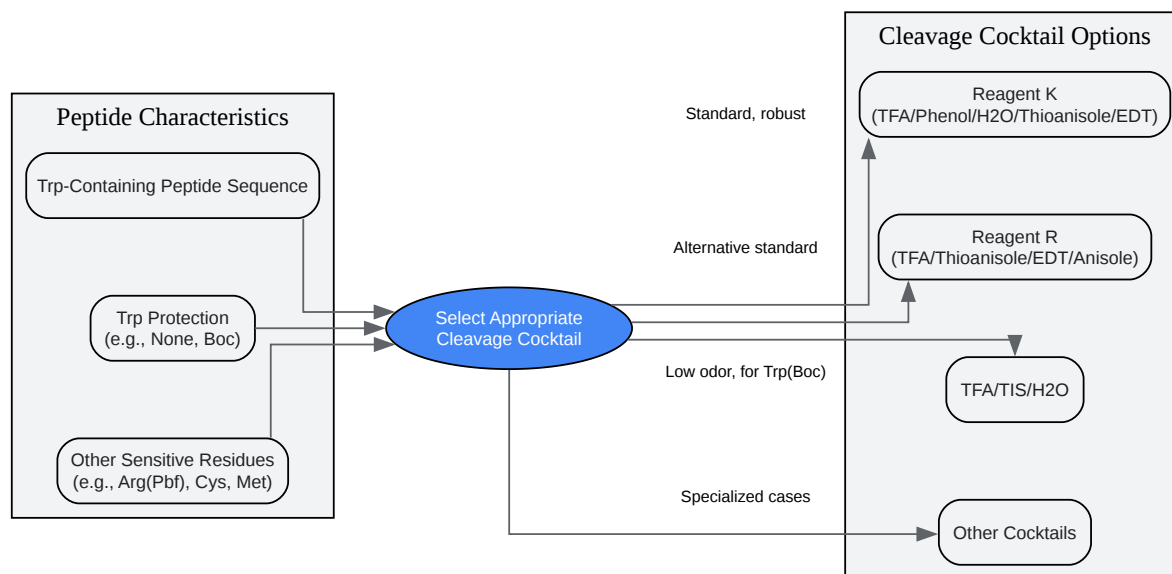 Peptide Characteristics
Trp-Containing Peptide Sequence
Trp Protection
(e.g., None, Boc)
Other Sensitive Residues
(e.g., Arg(Pbf), Cys, Met)
Select Appropriate
Cleavage Cocktail
Standard, robust
Alternative standard
Low odor, for Trp(Boc)
Specialized cases
Cleavage Cocktail Options
Reagent K
(TFA/Phenol/H2O/Thioanisole/EDT)
Reagent R
(TFA/Thioanisole/EDT/Anisole)
TFA/TIS/H2O
Other Cocktails